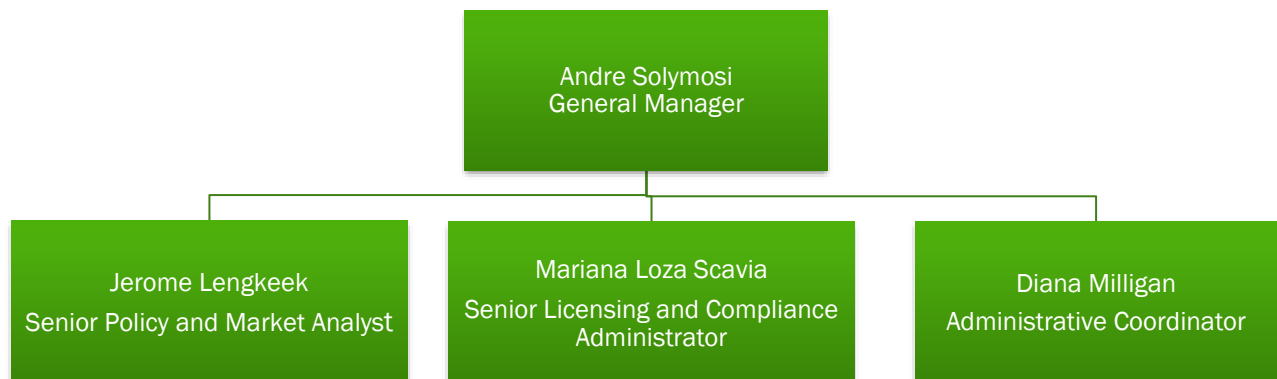 Andre Solymosi
General Manager
Jerome Lengkeek
Senior Policy and Market Analyst
Mariana Loza Scavia
Senior Licensing and Compliance
Administrator
Diana Milligan
Administrative Coordinator